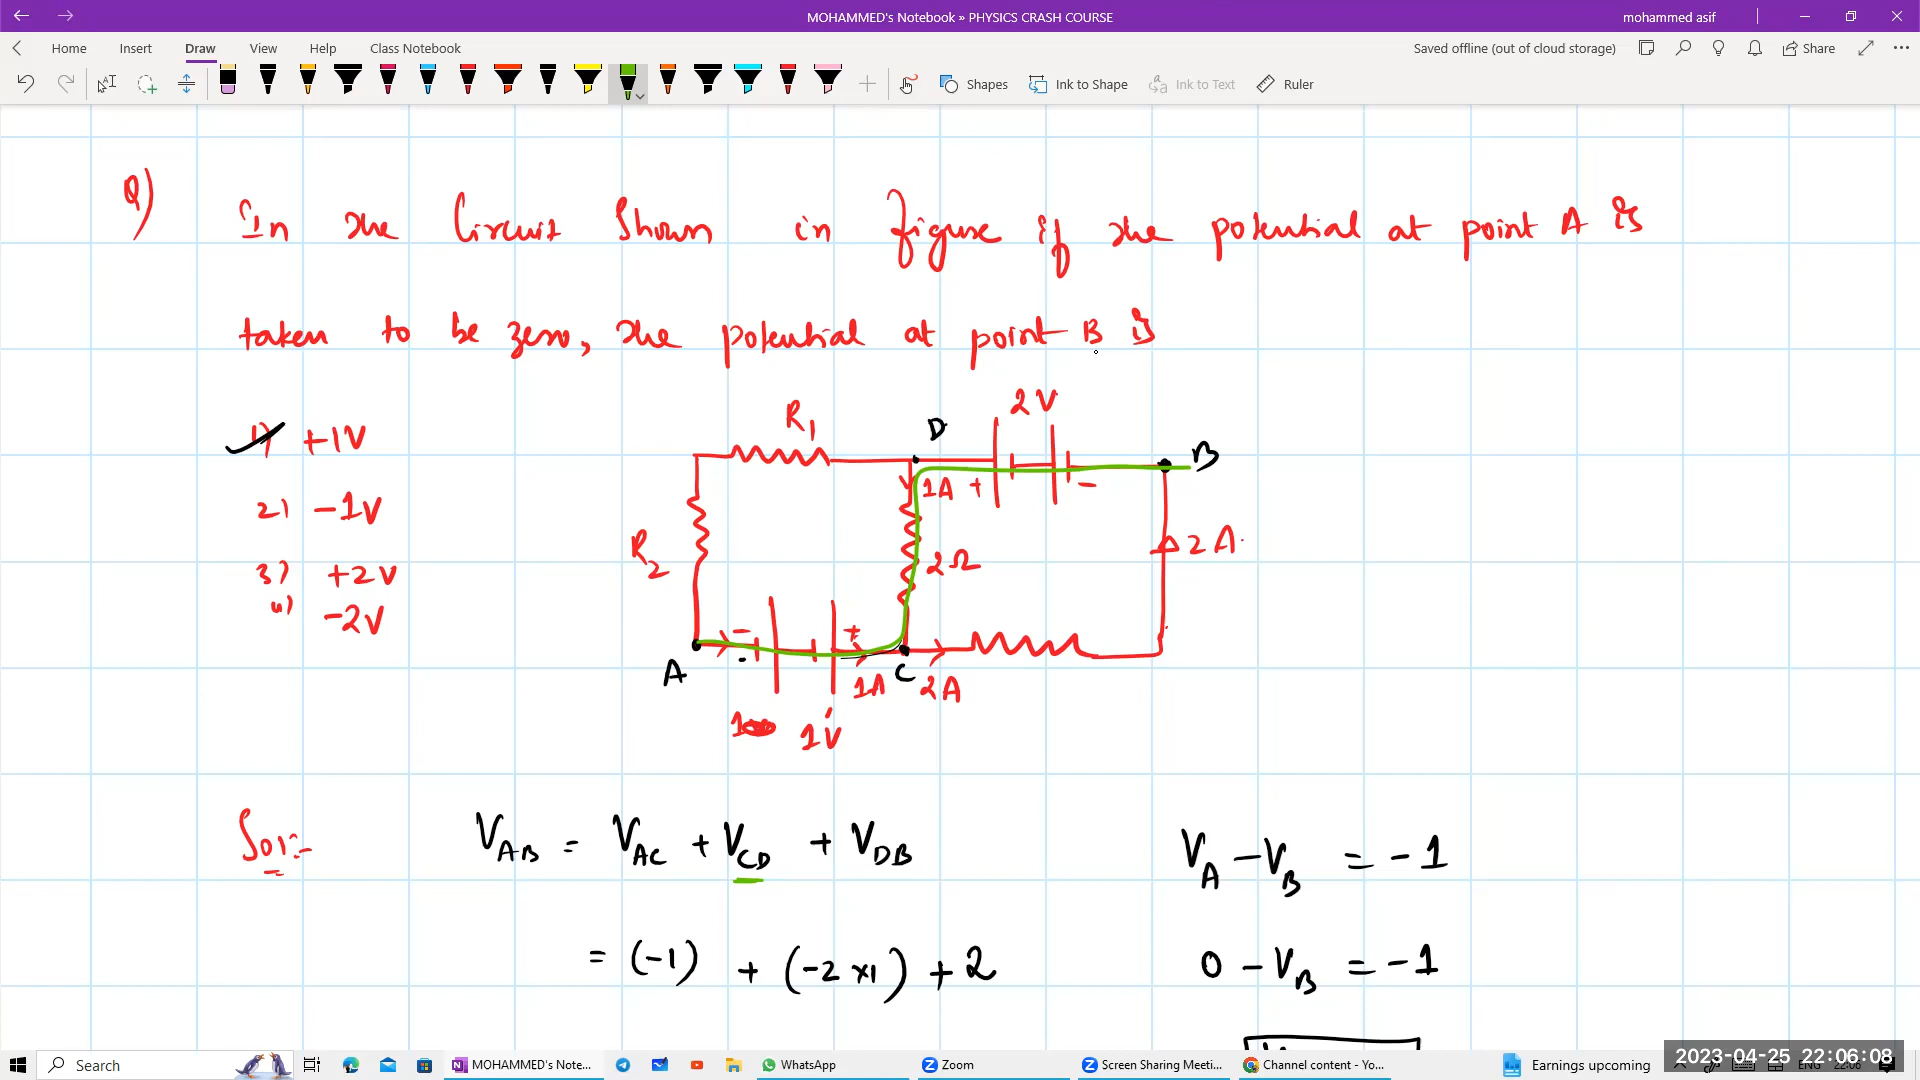 MOHAMMED's Notebook » PHYSICS CRASH COURSE
mohammed asif
Home Insert Draw View Help Class Notebook
Saved offline (out of cloud storage)
Share
Shapes Ink to Shape Ink to Text Ruler
Q) In the Circuit Shown in figure if the potential at point A is
taken to be zero, the potential at point B is
1) +1V
2) -1V
3) +2V
4) -2V
R1 D 2V
B
1A + -
R2 2Ω 2A
- +
A C
1A 2A
1V
Sol:-
VAB = VAC + VCD + VDB
= (-1) + (-2×1) + 2
VA - VB = -1
0 - VB = -1
Search
MOHAMMED's Note...
WhatsApp
Zoom
Screen Sharing Meeti...
Channel content - Yo...
Earnings upcoming
ENG
22:06
2023-04-25 22:06:08